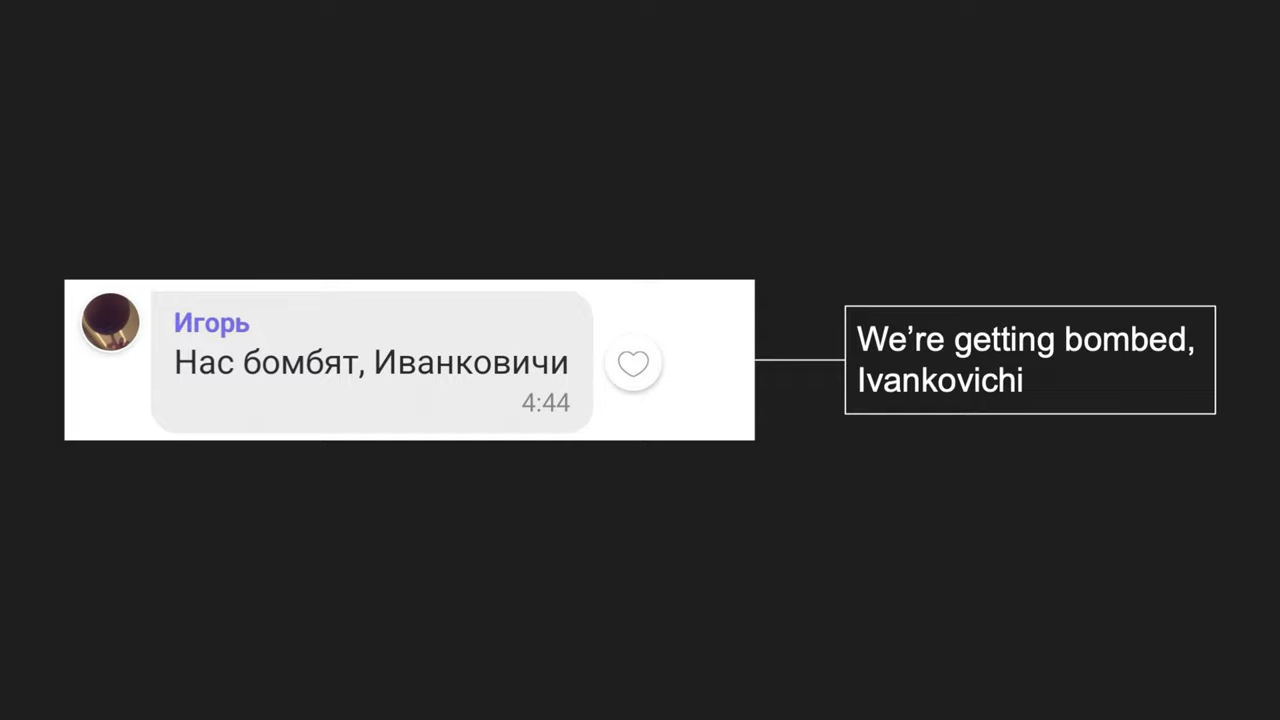 Игорь
Нас бомбят, Иванковичи
4:44
We’re getting bombed,
Ivankovichi